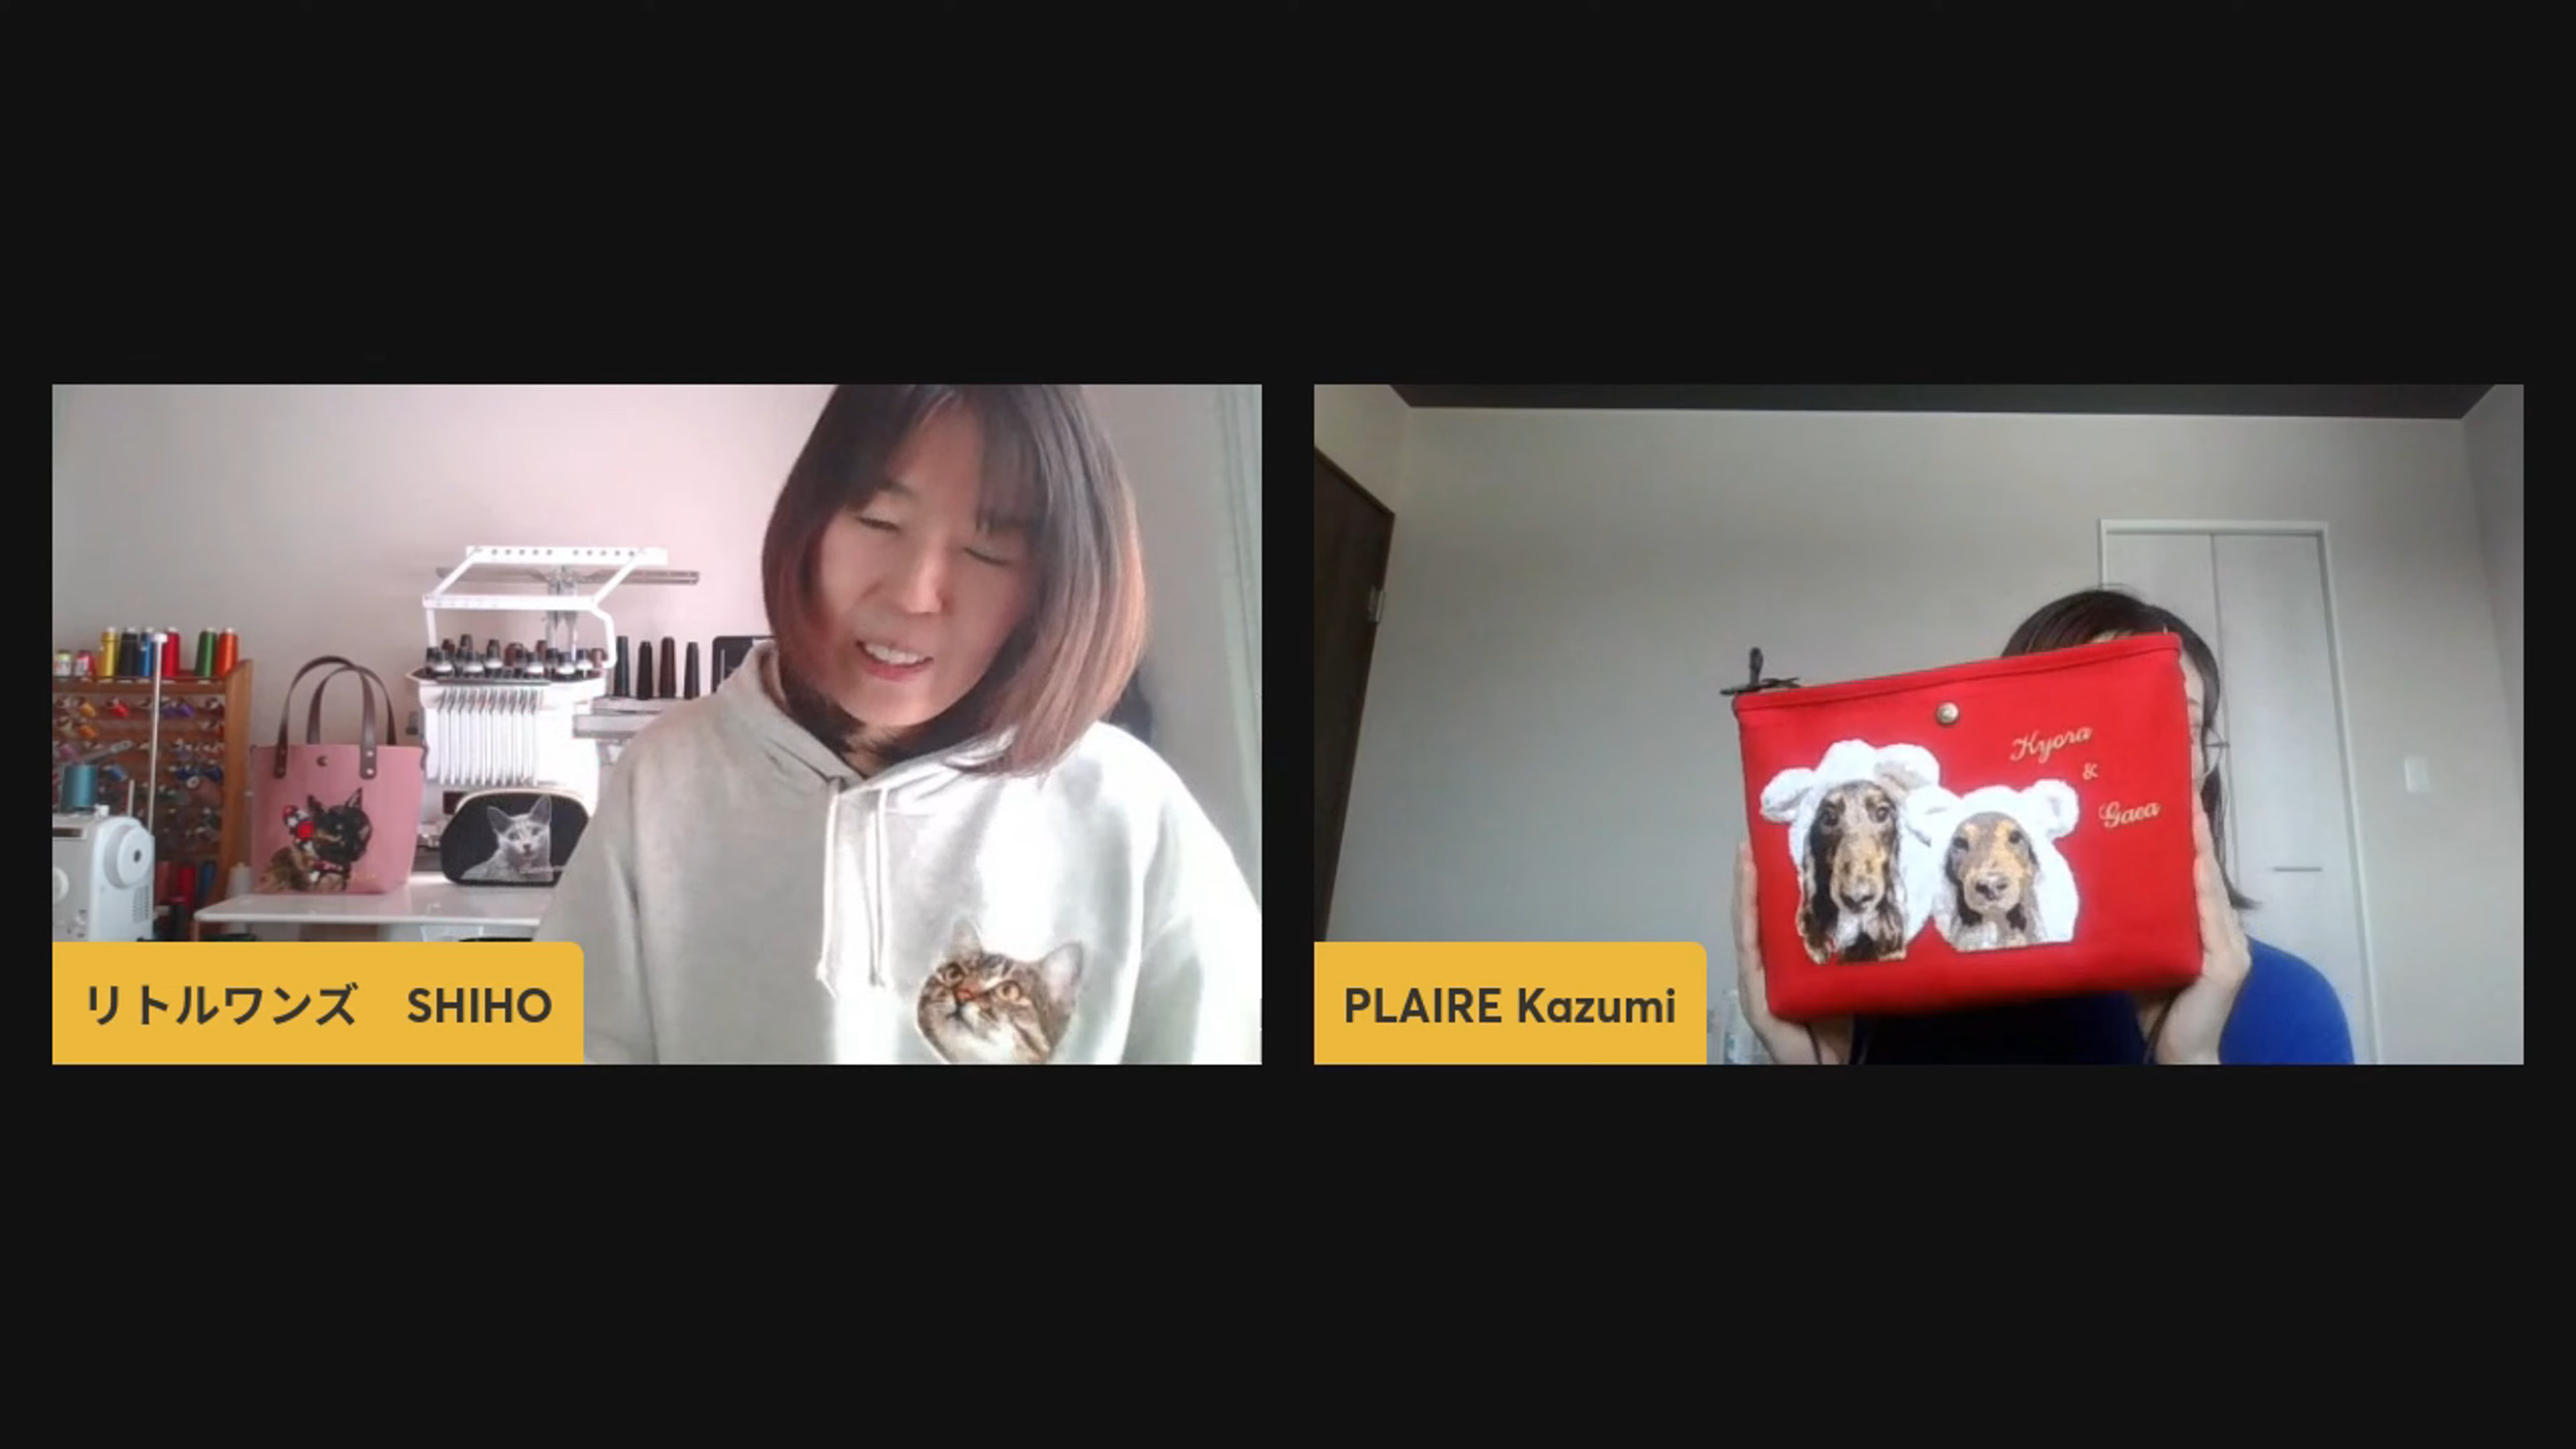 リトルワンズ　SHIHO
PLAIRE Kazumi
Kyora
&
Gaea